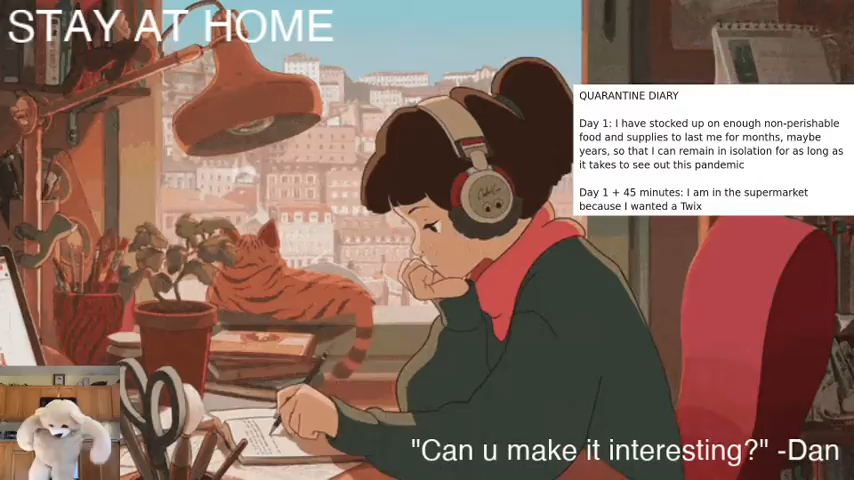 STAY AT HOME
QUARANTINE DIARY
Day 1: I have stocked up on enough non-perishable
food and supplies to last me for months, maybe
years, so that I can remain in isolation for as long as
it takes to see out this pandemic
Day 1 + 45 minutes: I am in the supermarket
because I wanted a Twix
"Can u make it interesting?" -Dan